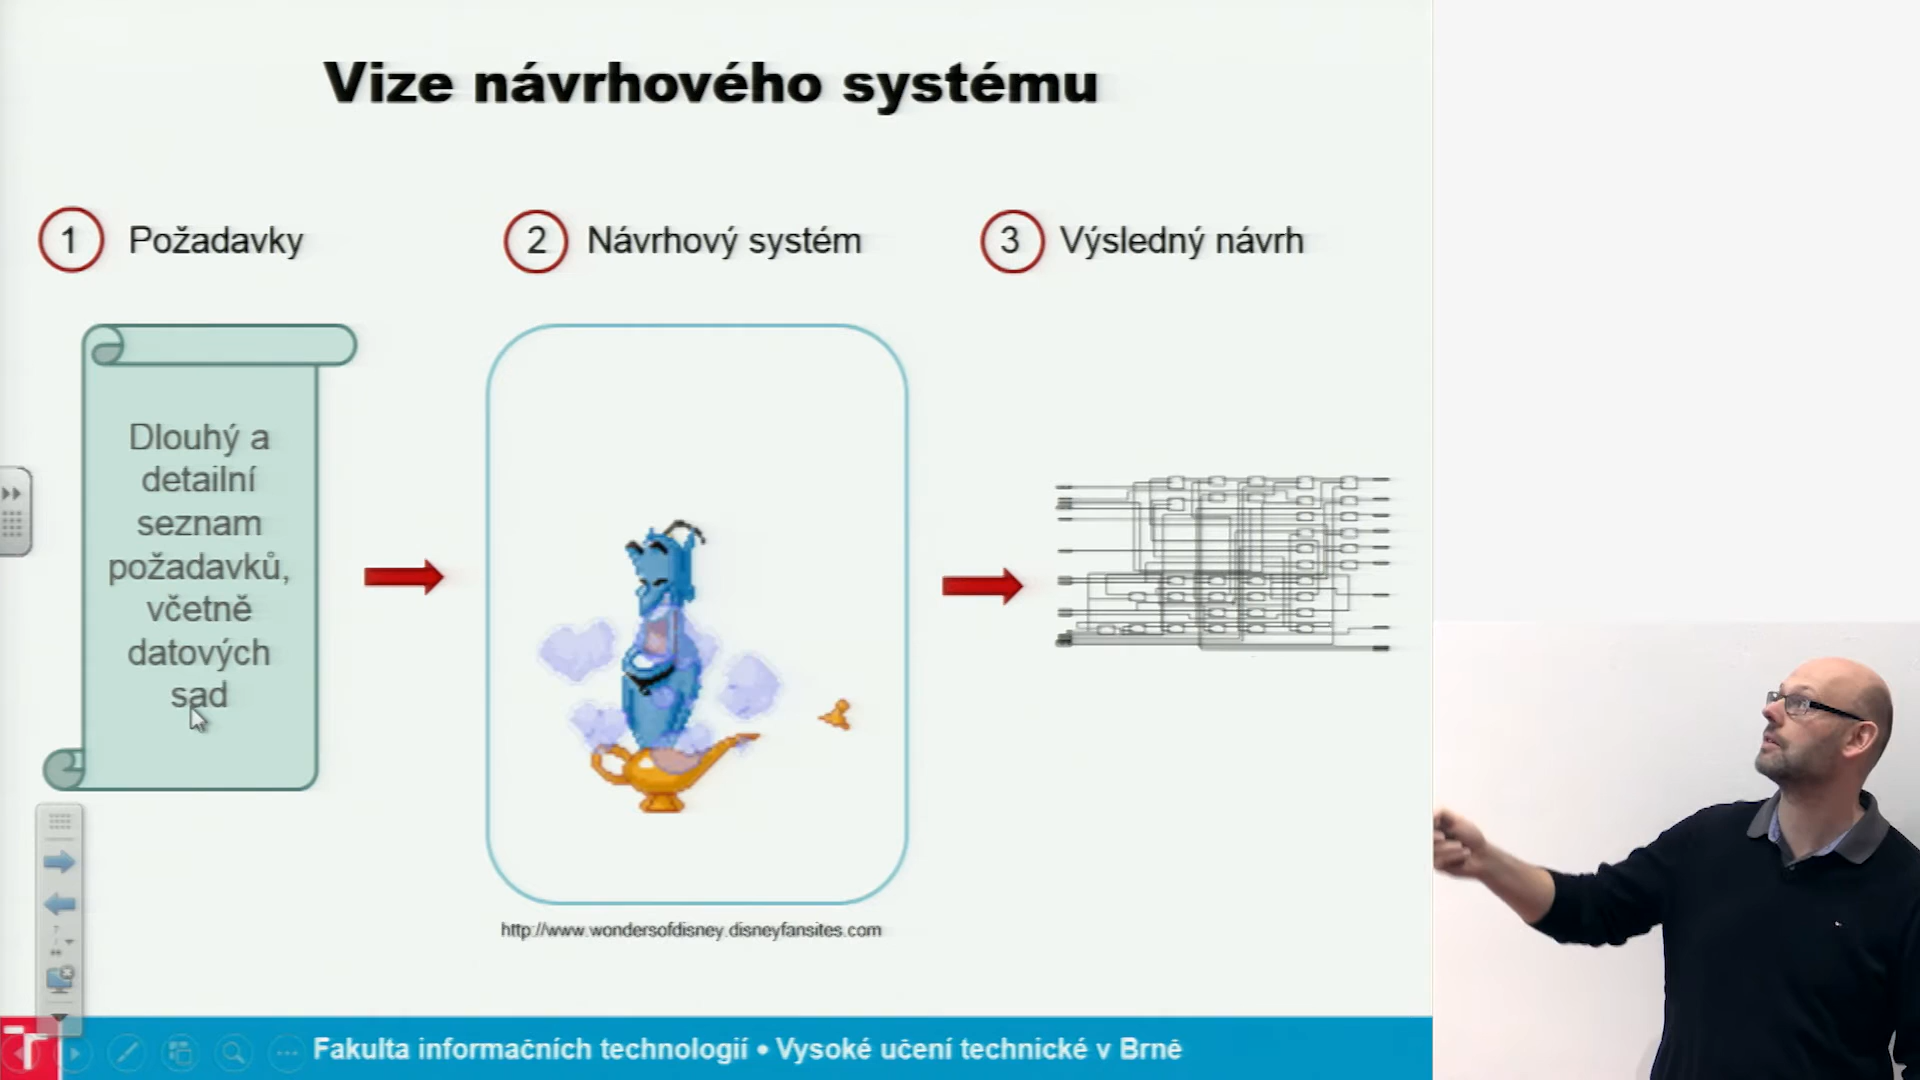 Vize návrhového systému
1 Požadavky
2 Návrhový systém
3 Výsledný návrh
Dlouhý a
detailní
seznam
požadavků,
včetně
datových
sad
http://www.wondersofdisney.disneyfansites.com
Fakulta informačních technologií • Vysoké učení technické v Brně